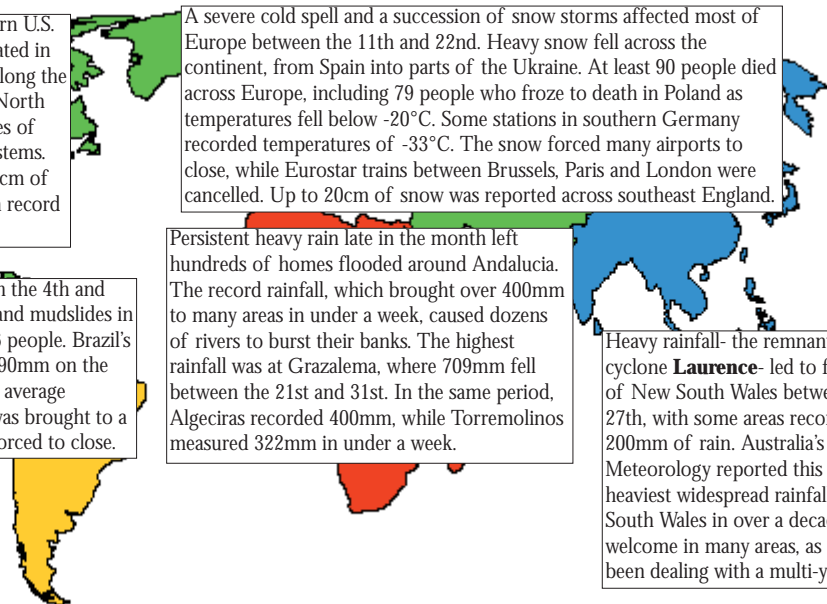 rn U.S.
ated in
long the
North
es of
stems.
cm of
record
A severe cold spell and a succession of snow storms affected most of
Europe between the 11th and 22nd. Heavy snow fell across the
continent, from Spain into parts of the Ukraine. At least 90 people died
across Europe, including 79 people who froze to death in Poland as
temperatures fell below -20°C. Some stations in southern Germany
recorded temperatures of -33°C. The snow forced many airports to
close, while Eurostar trains between Brussels, Paris and London were
cancelled. Up to 20cm of snow was reported across southeast England.
Persistent heavy rain late in the month left
hundreds of homes flooded around Andalucia.
The record rainfall, which brought over 400mm
to many areas in under a week, caused dozens
of rivers to burst their banks. The highest
rainfall was at Grazalema, where 709mm fell
between the 21st and 31st. In the same period,
Algeciras recorded 400mm, while Torremolinos
measured 322mm in under a week.
the 4th and
and mudslides in
people. Brazil's
90mm on the
average
was brought to a
orced to close.
Heavy rainfall- the remnant
cyclone Laurence- led to f
of New South Wales betwe
27th, with some areas reco
200mm of rain. Australia's
Meteorology reported this
heaviest widespread rainfal
South Wales in over a deca
welcome in many areas, as
been dealing with a multi-y